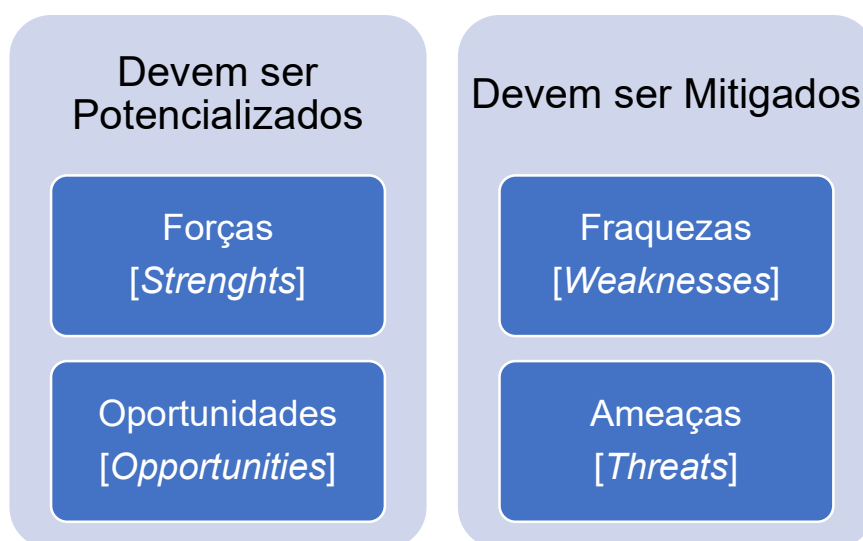 Devem ser
Potencializados
Forças
[Strenghts]
Oportunidades
[Opportunities]
Devem ser Mitigados
Fraquezas
[Weaknesses]
Ameaças
[Threats]